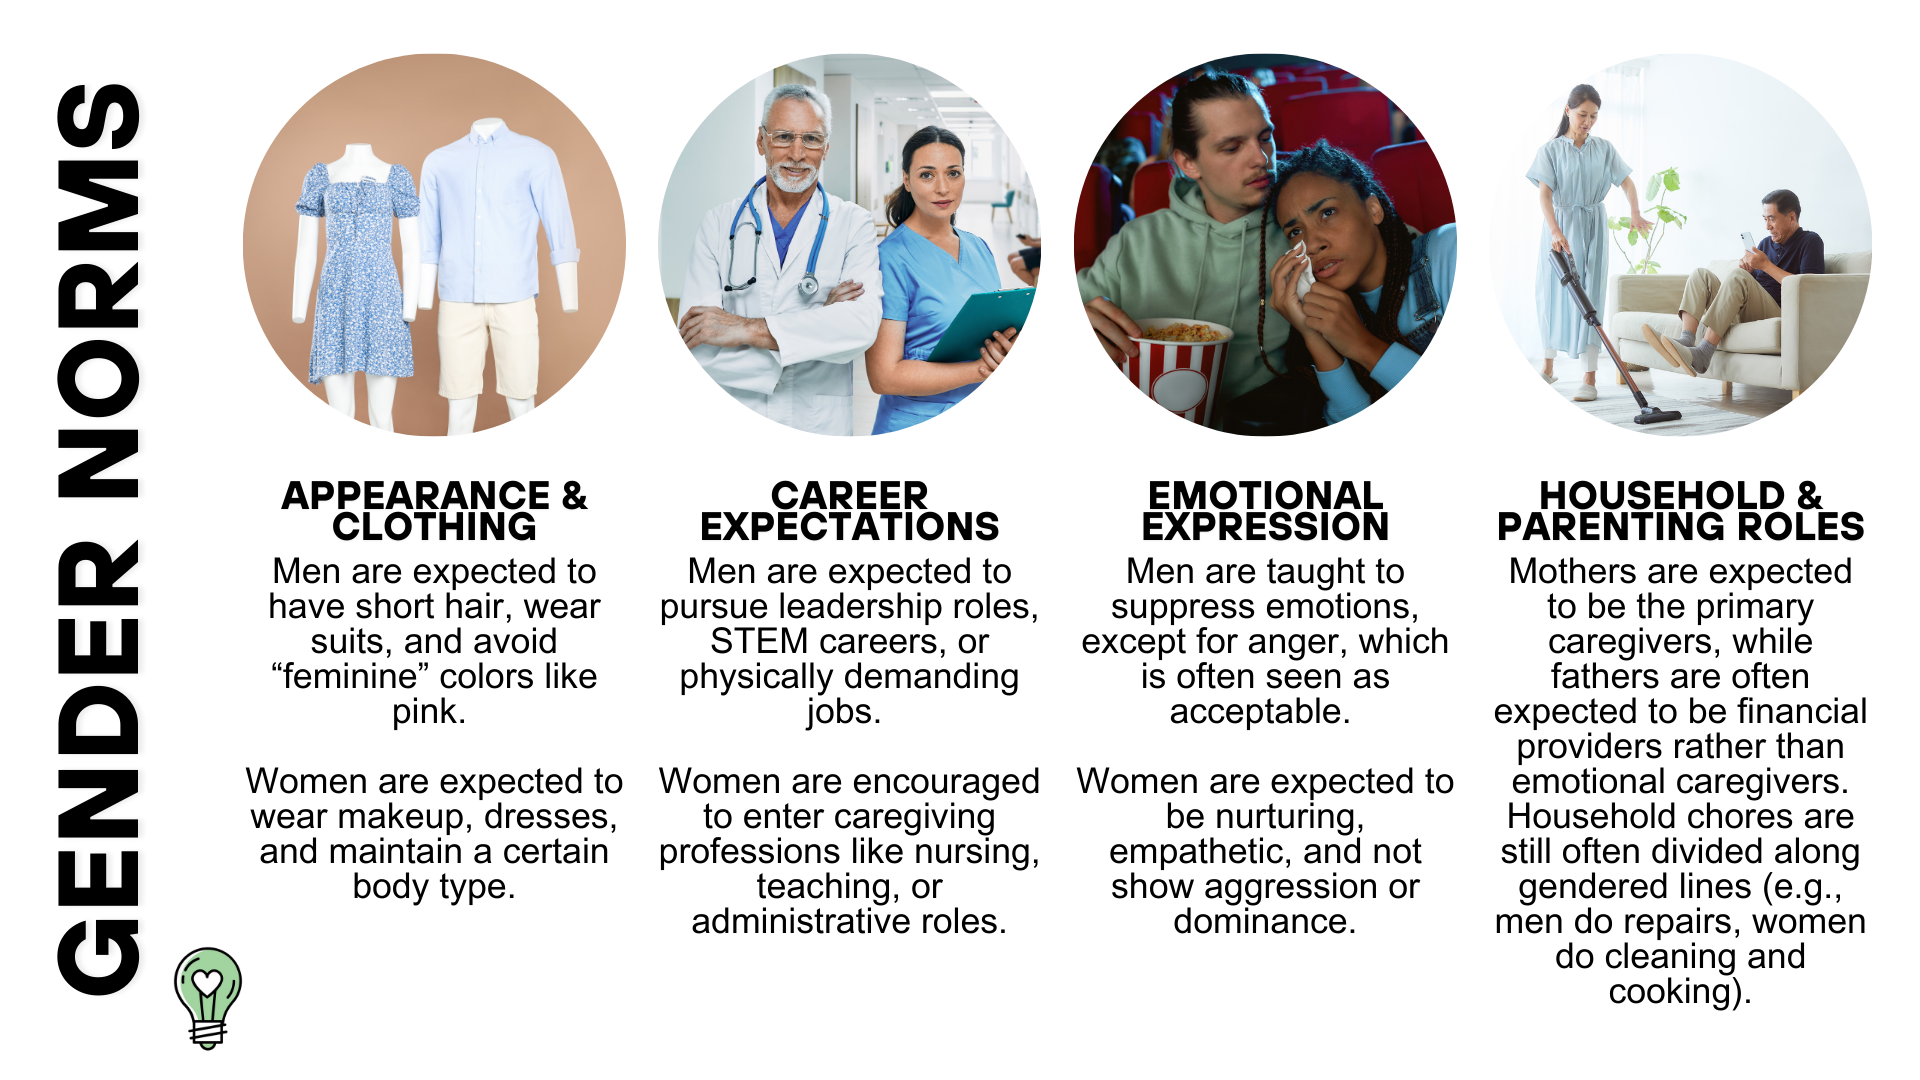 GENDER NORMS
APPEARANCE &
CLOTHING
Men are expected to
have short hair, wear
suits, and avoid
“feminine” colors like
pink.
Women are expected to
wear makeup, dresses,
and maintain a certain
body type.
CAREER
EXPECTATIONS
Men are expected to
pursue leadership roles,
STEM careers, or
physically demanding
jobs.
Women are encouraged
to enter caregiving
professions like nursing,
teaching, or
administrative roles.
EMOTIONAL
EXPRESSION
Men are taught to
suppress emotions,
except for anger, which
is often seen as
acceptable.
Women are expected to
be nurturing,
empathetic, and not
show aggression or
dominance.
HOUSEHOLD &
PARENTING ROLES
Mothers are expected
to be the primary
caregivers, while
fathers are often
expected to be financial
providers rather than
emotional caregivers.
Household chores are
still often divided along
gendered lines (e.g.,
men do repairs, women
do cleaning and
cooking).